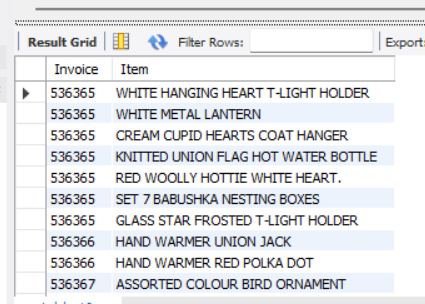 Result Grid Filter Rows: Export:
Invoice Item
536365 WHITE HANGING HEART T-LIGHT HOLDER
536365 WHITE METAL LANTERN
536365 CREAM CUPID HEARTS COAT HANGER
536365 KNITTED UNION FLAG HOT WATER BOTTLE
536365 RED WOOLLY HOTTIE WHITE HEART.
536365 SET 7 BABUSHKA NESTING BOXES
536365 GLASS STAR FROSTED T-LIGHT HOLDER
536366 HAND WARMER UNION JACK
536366 HAND WARMER RED POLKA DOT
536367 ASSORTED COLOUR BIRD ORNAMENT